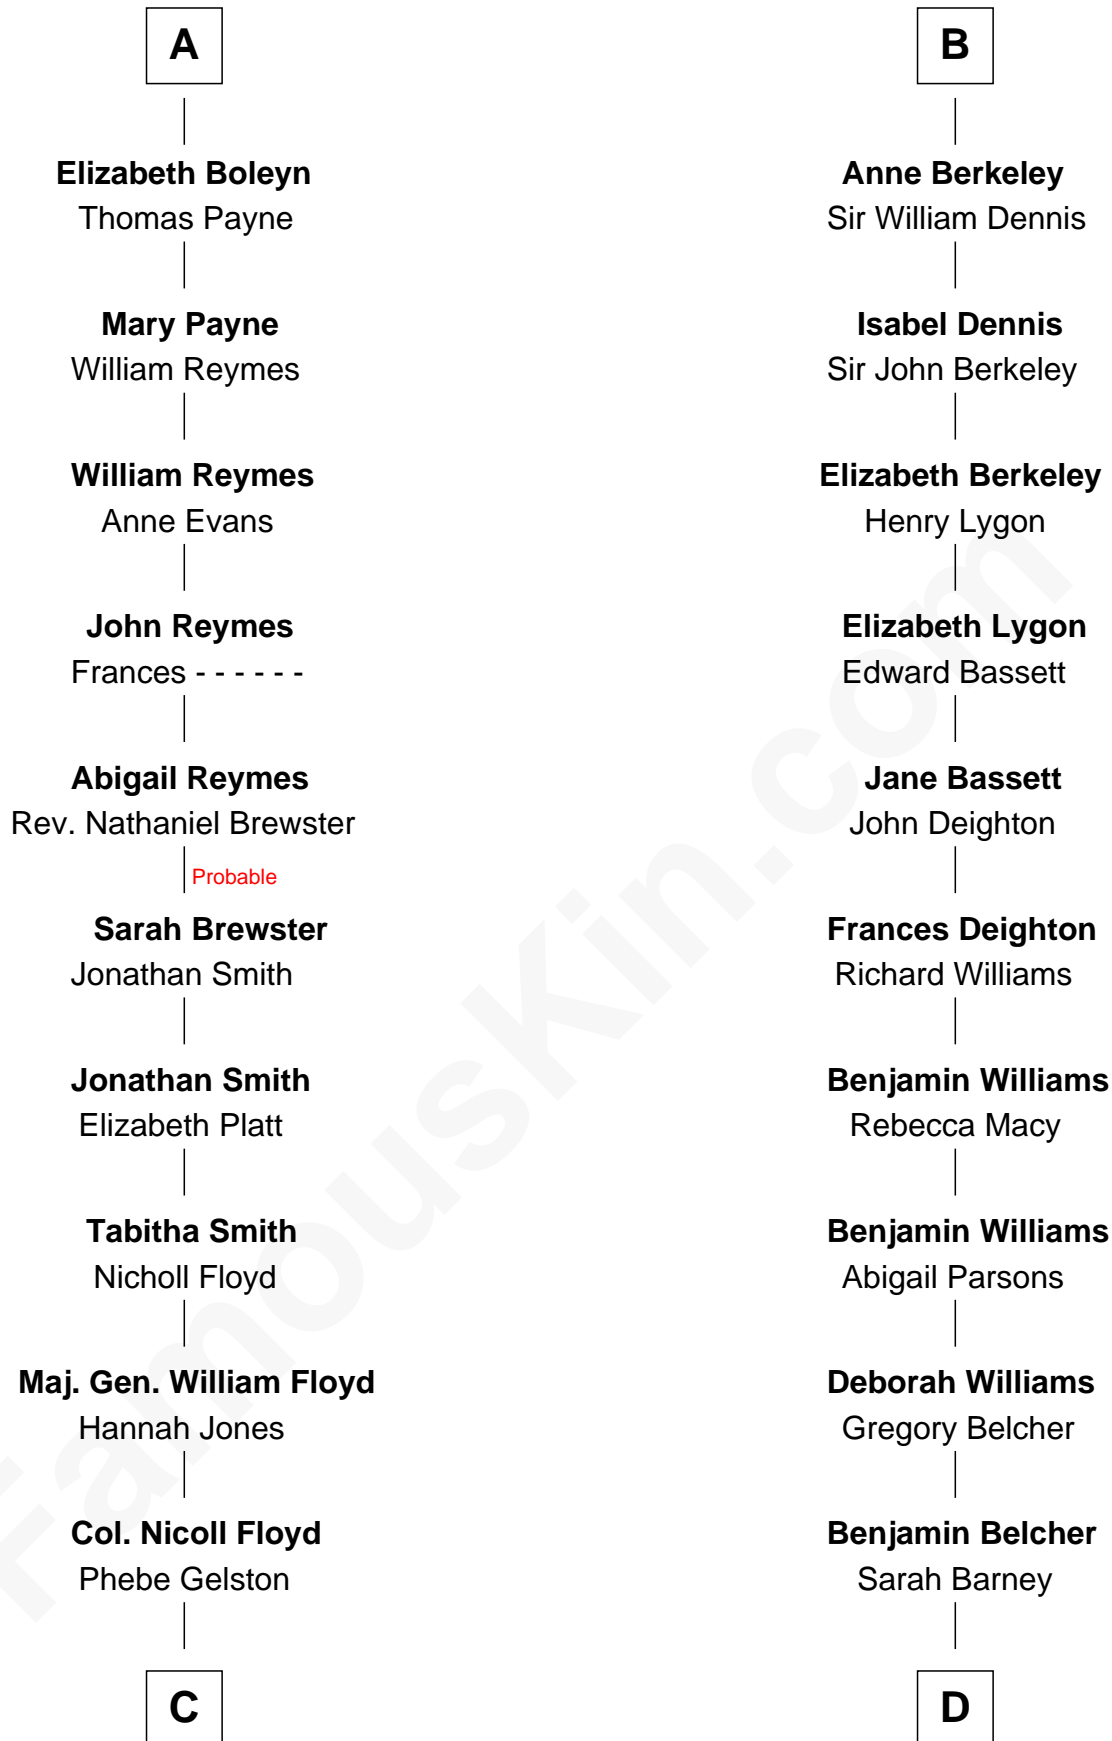 A
Elizabeth Boleyn
Thomas Payne
Mary Payne
William Reymes
William Reymes
Anne Evans
John Reymes
Frances - - - - - -
Abigail Reymes
Rev. Nathaniel Brewster
Probable
Sarah Brewster
Jonathan Smith
Jonathan Smith
Elizabeth Platt
Tabitha Smith
Nicholl Floyd
Maj. Gen. William Floyd
Hannah Jones
Col. Nicoll Floyd
Phebe Gelston
C
B
Anne Berkeley
Sir William Dennis
Isabel Dennis
Sir John Berkeley
Elizabeth Berkeley
Henry Lygon
Elizabeth Lygon
Edward Bassett
Jane Bassett
John Deighton
Frances Deighton
Richard Williams
Benjamin Williams
Rebecca Macy
Benjamin Williams
Abigail Parsons
Deborah Williams
Gregory Belcher
Benjamin Belcher
Sarah Barney
D
FamousKin.com